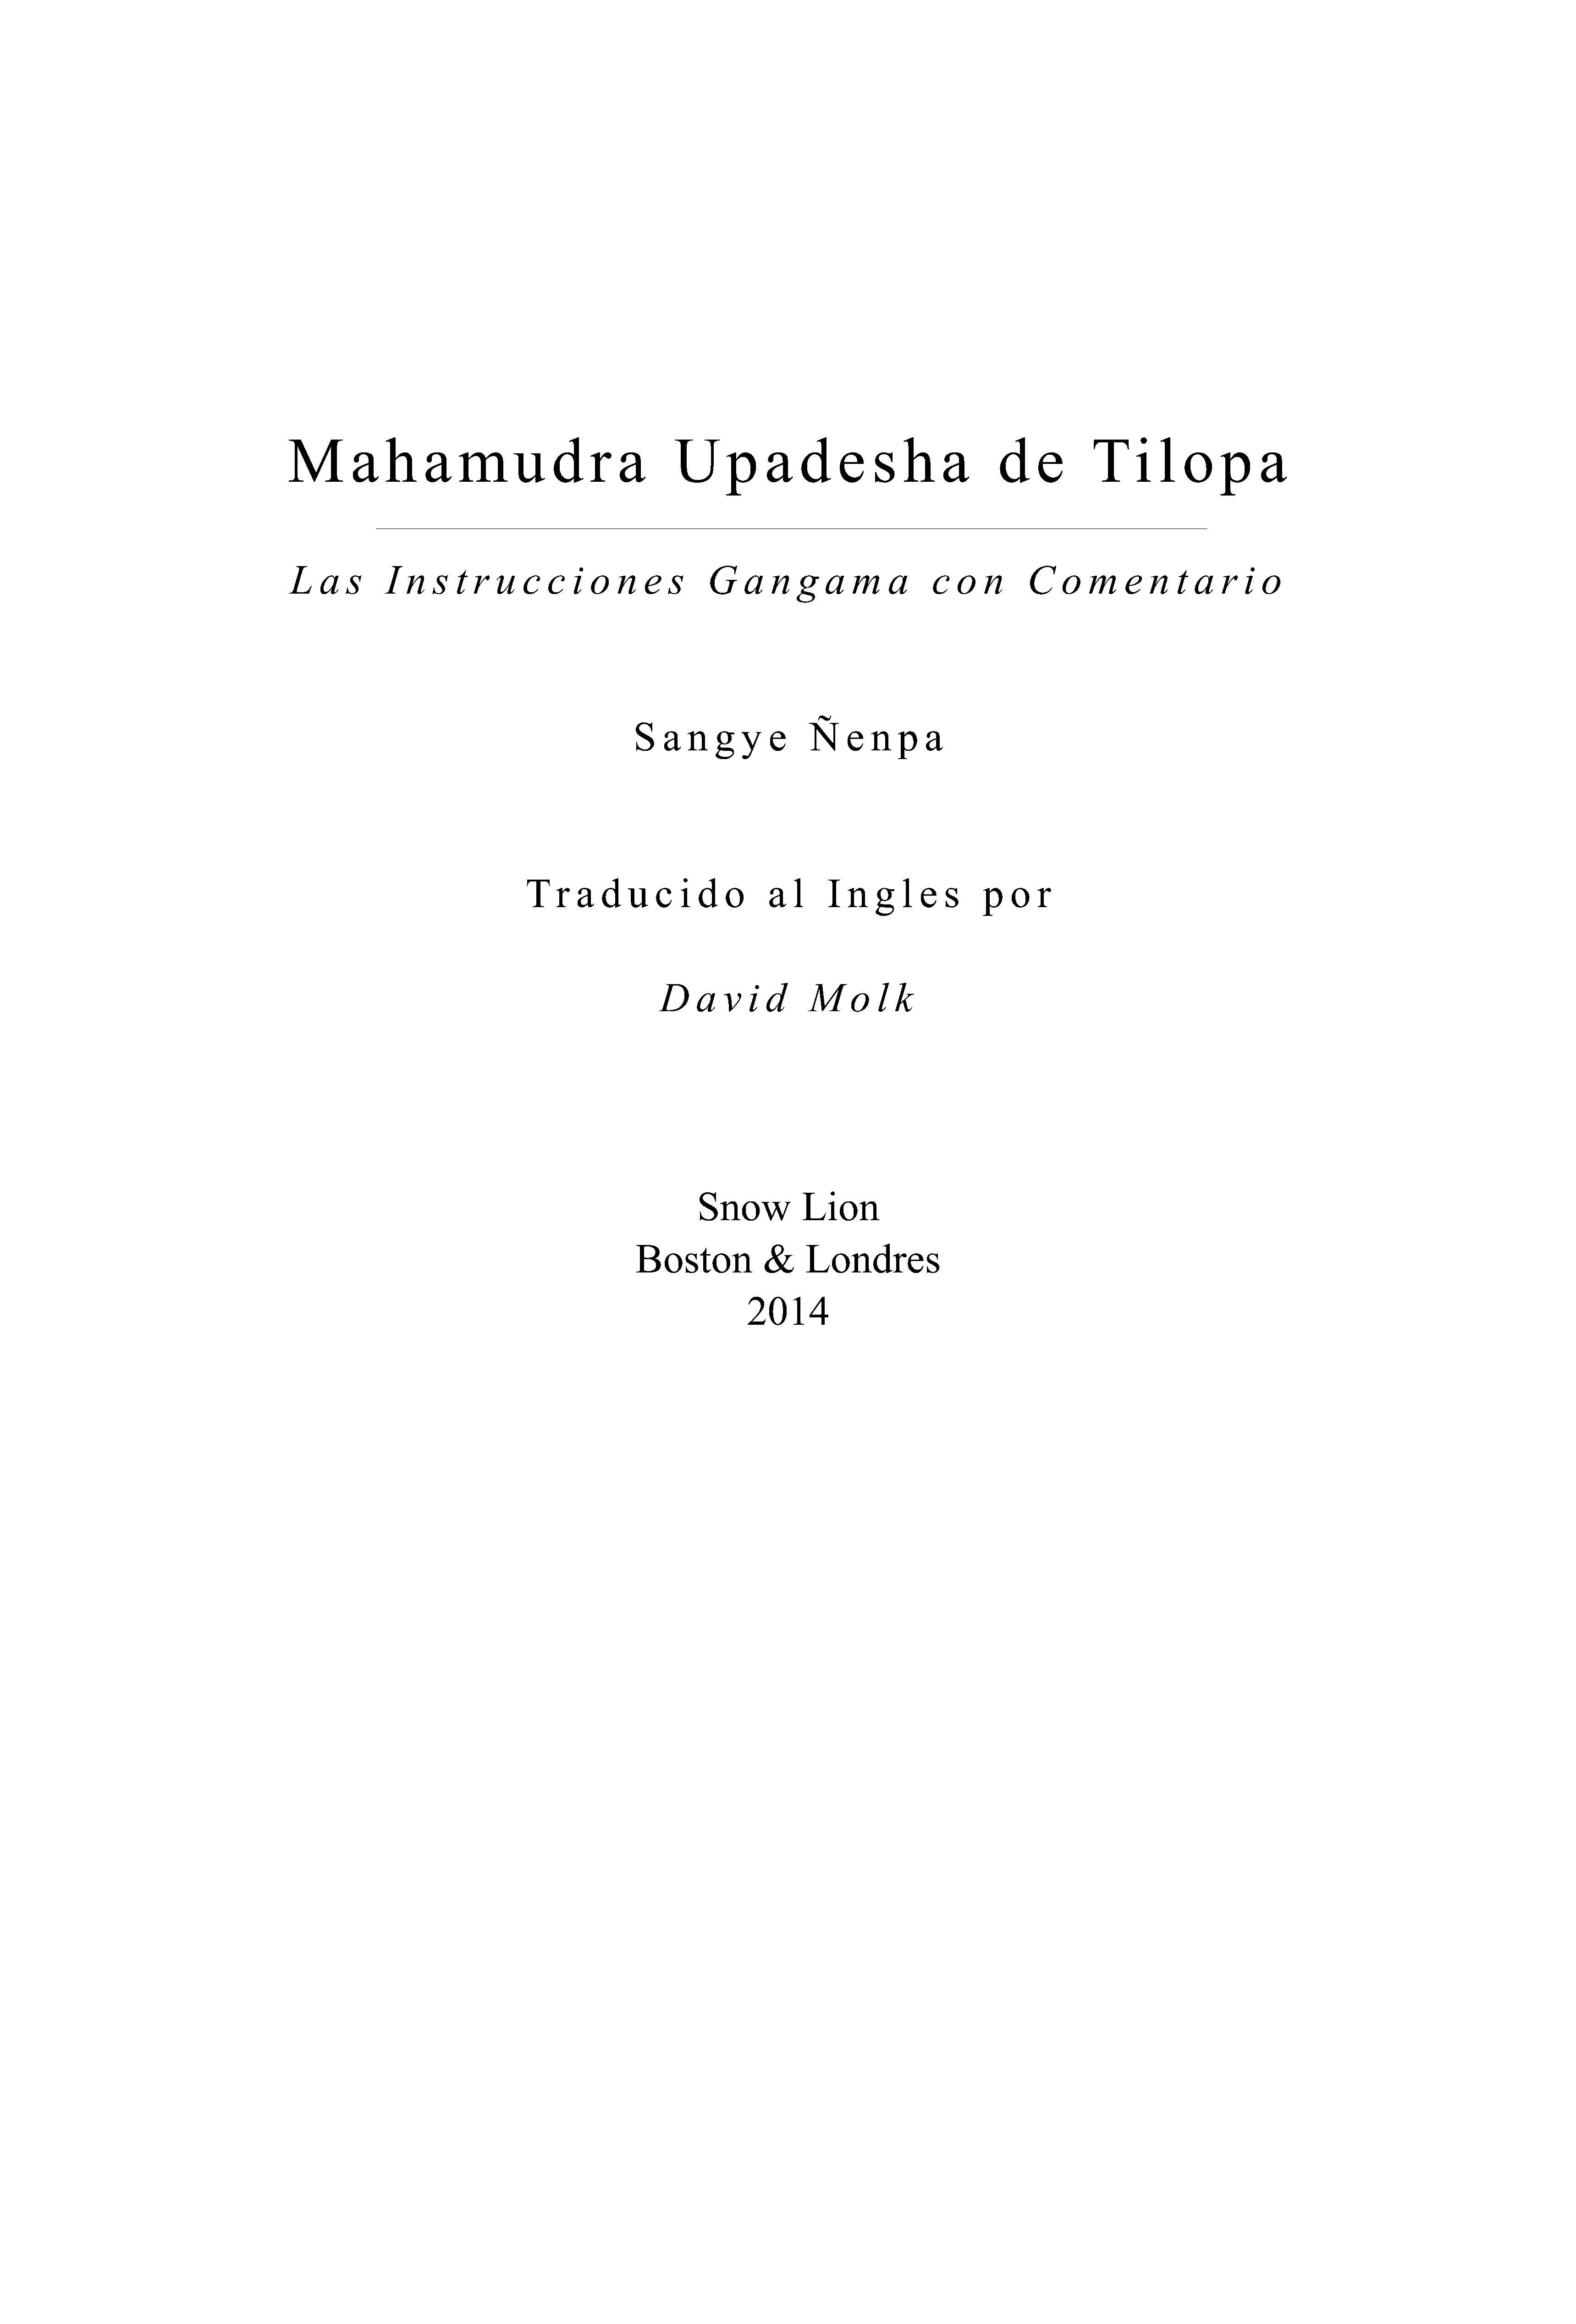 Mahamudra Upadesha de Tilopa
Las Instrucciones Gangama con Comentario
Sangye Ñenpa
Traducido al Ingles por
David Molk
Snow Lion
Boston & Londres
2014